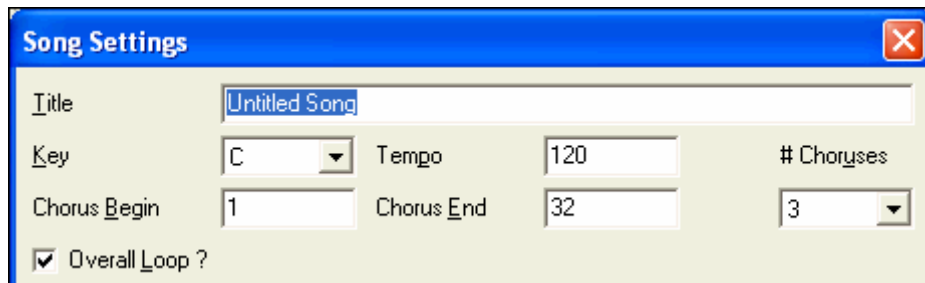 Song Settings
Title Untitled Song
Key C Tempo 120 # Choruses
Chorus Begin 1 Chorus End 32 3
Overall Loop ?